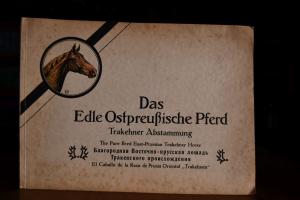 Das
Edle Ostpreußische Pferd
Trakehner Abstammung
The Pure Bred East-Prussian Trakehner Horse
Благородная Восточно-прусская лошадь
Тракенского происхождения
El Caballo de la Raza de Prusia Oriental „Trakehnen"